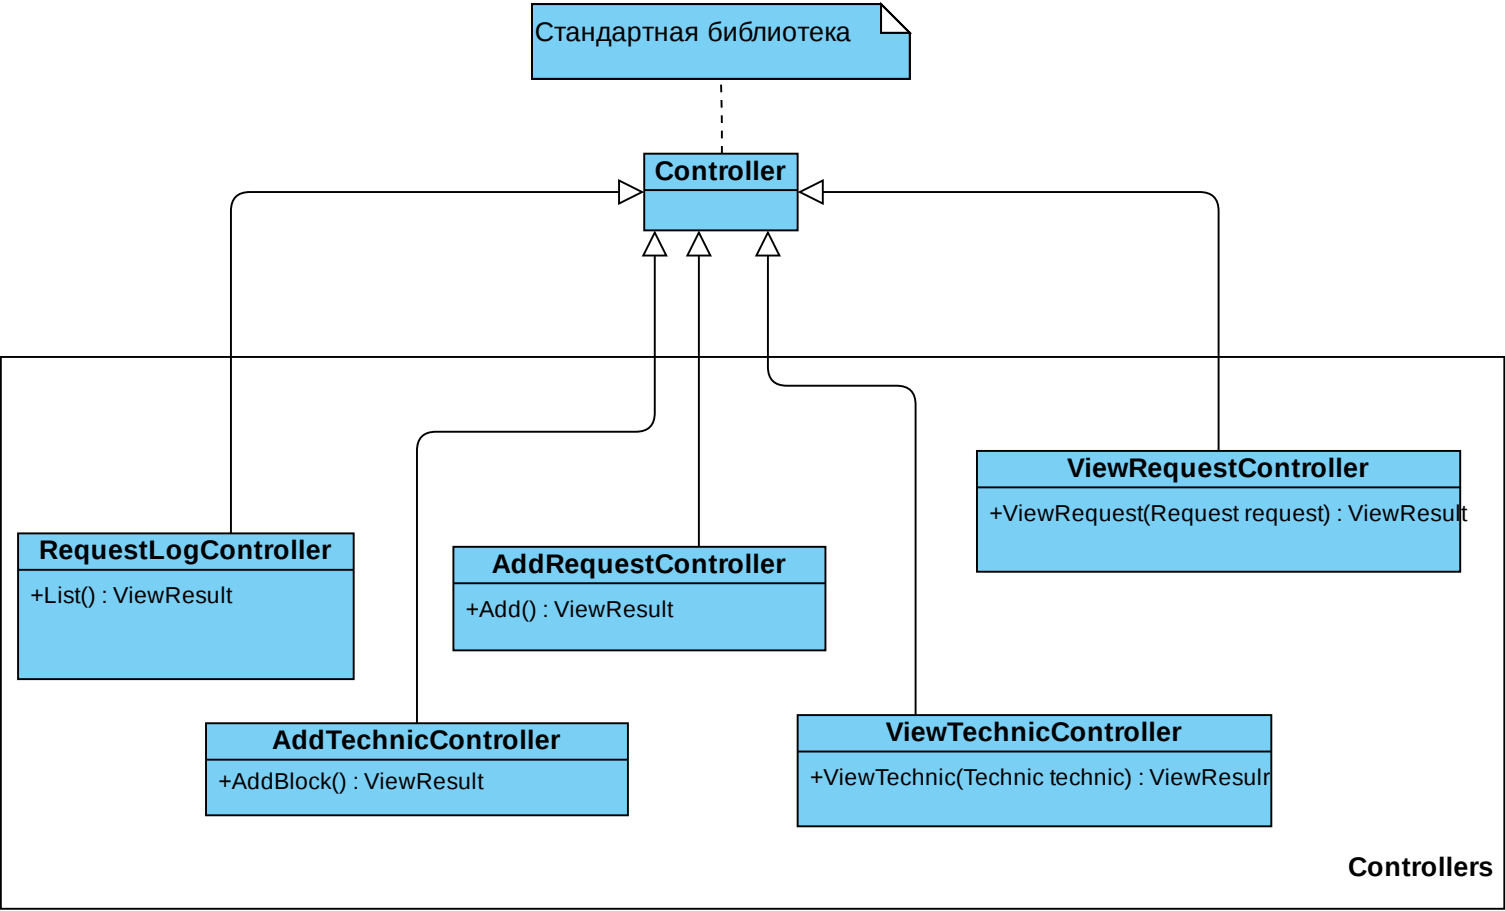 Стандартная библиотека
Controller
ViewRequestController
+ViewRequest(Request request) : ViewResult
RequestLogController
+List() : ViewResult
AddRequestController
+Add() : ViewResult
AddTechnicController
+AddBlock() : ViewResult
ViewTechnicController
+ViewTechnic(Technic technic) : ViewResulr
Controllers